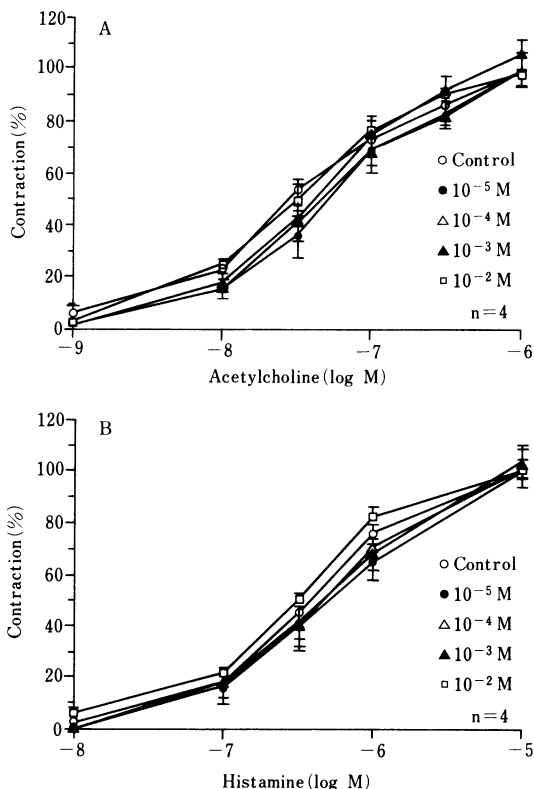 120
A
100
80
60
40
20
0
Contraction (%)
○ Control
● 10⁻⁵ M
△ 10⁻⁴ M
▲ 10⁻³ M
□ 10⁻² M
n=4
−9 −8 −7 −6
Acetylcholine (log M)
120
B
100
80
60
40
20
0
Contraction (%)
○ Control
● 10⁻⁵ M
△ 10⁻⁴ M
▲ 10⁻³ M
□ 10⁻² M
n=4
−8 −7 −6 −5
Histamine (log M)